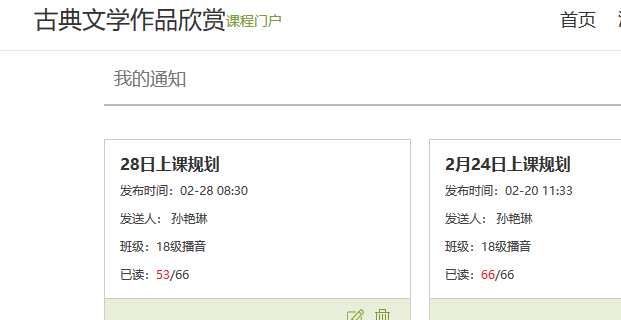 古典文学作品欣赏课程门户
首页
我的通知
28日上课规划
发布时间：02-28 08:30
发送人： 孙艳琳
班级：18级播音
已读：53/66
2月24日上课规划
发布时间：02-20 11:33
发送人： 孙艳琳
班级：18级播音
已读：66/66